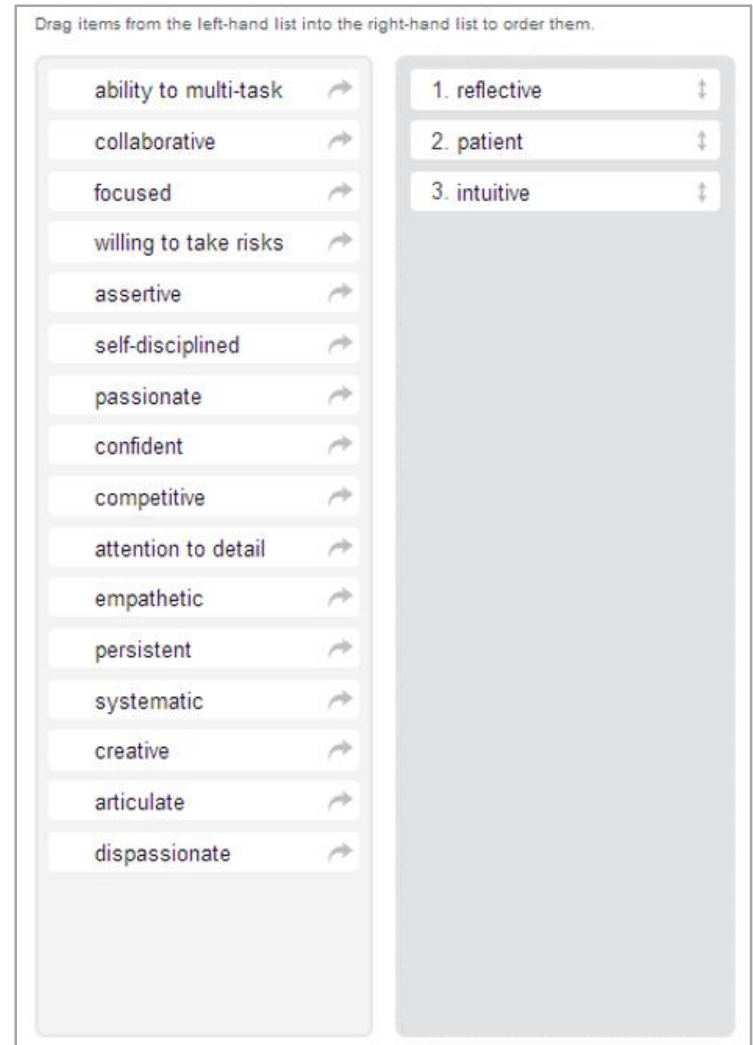 Drag items from the left-hand list into the right-hand list to order them.
ability to multi-task
collaborative
focused
willing to take risks
assertive
self-disciplined
passionate
confident
competitive
attention to detail
empathetic
persistent
systematic
creative
articulate
dispassionate
1. reflective
2. patient
3. intuitive